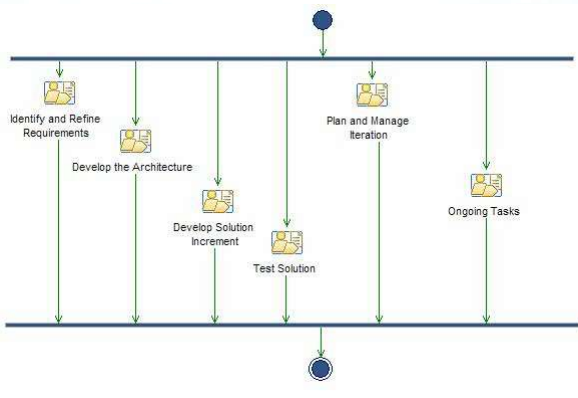 Identify and Refine
Requirements
Develop the Architecture
Develop Solution
Increment
Test Solution
Plan and Manage
Iteration
Ongoing Tasks